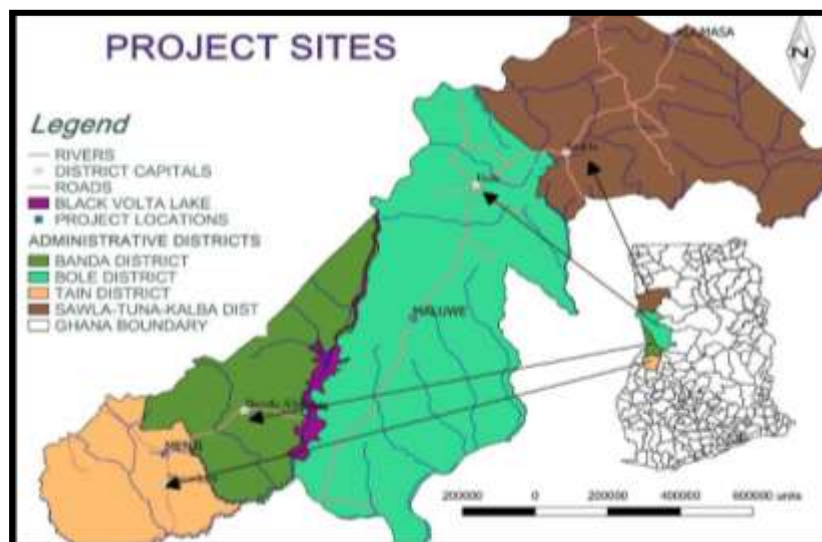 PROJECT SITES
Legend
RIVERS
DISTRICT CAPITALS
ROADS
BLACK VOLTA LAKE
PROJECT LOCATIONS
ADMINISTRATIVE DISTRICTS
BANDA DISTRICT
BOLE DISTRICT
TAIN DISTRICT
SAWLA-TUNA-KALBA DIST
GHANA BOUNDARY
N
MALUWE
200000 0 200000 400000 600000 units